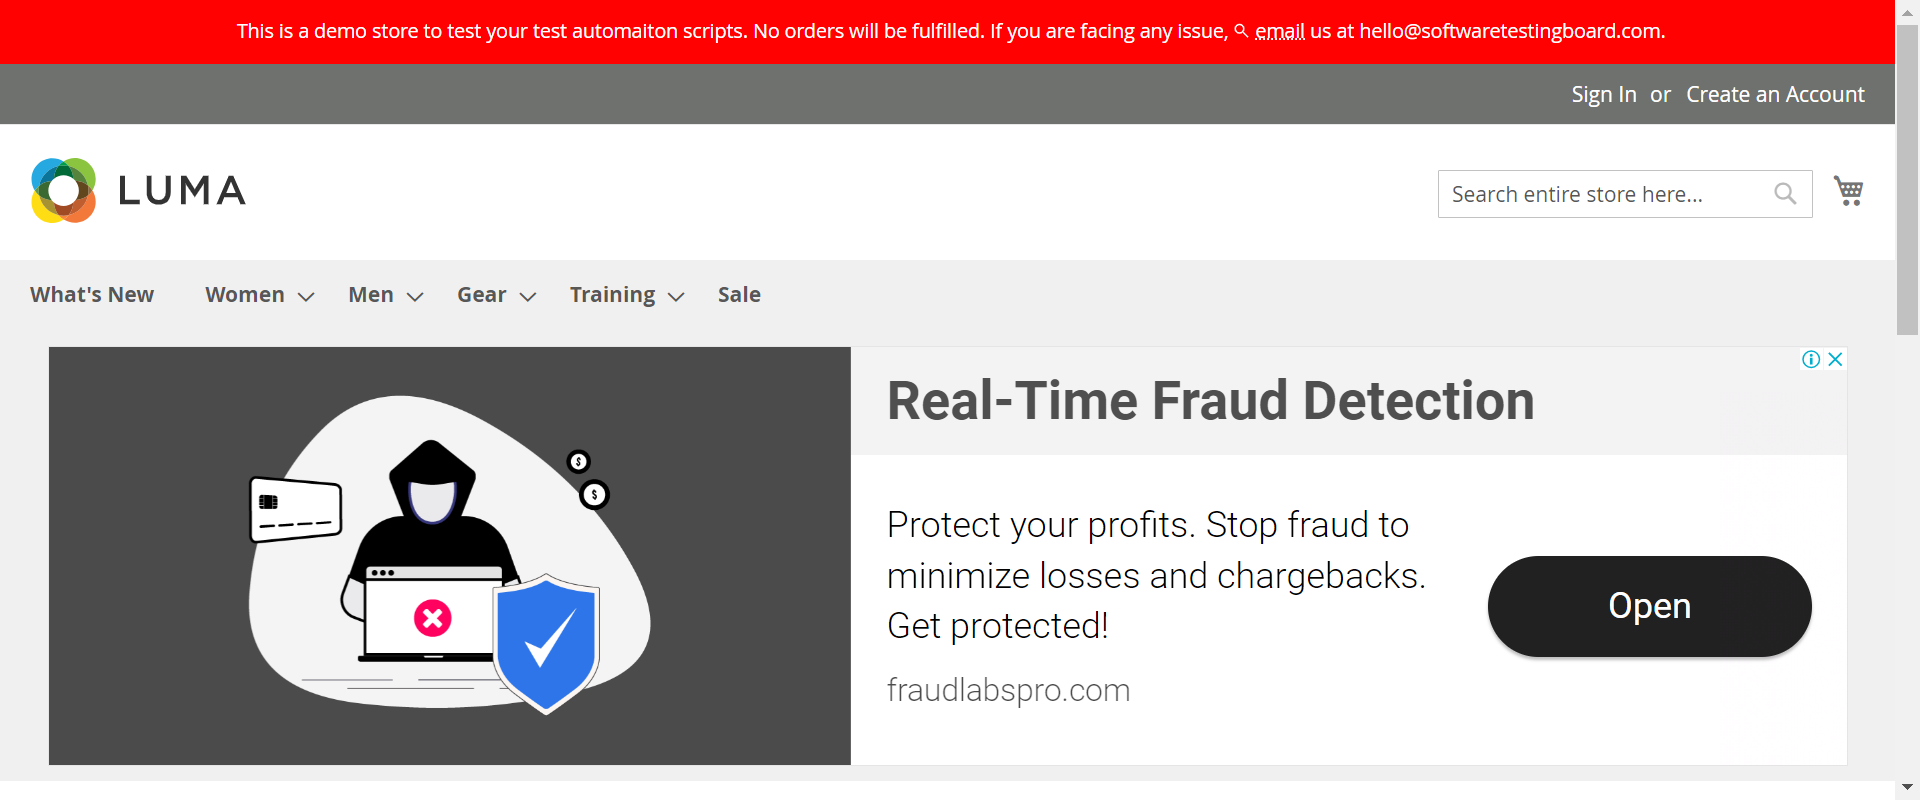 This is a demo store to test your test automaiton scripts. No orders will be fulfilled. If you are facing any issue, email us at hello@softwaretestingboard.com.
Sign In or Create an Account
LUMA
Search entire store here...
What's New Women Men Gear Training Sale
Real-Time Fraud Detection
$
$
Protect your profits. Stop fraud to
minimize losses and chargebacks.
Get protected!
Open
fraudlabspro.com